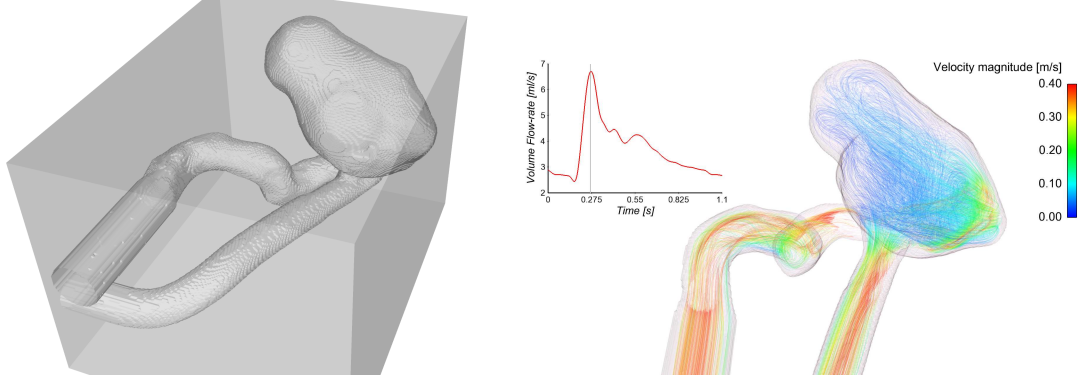 Velocity magnitude [m/s]
0.40
0.30
0.20
0.10
0.00
Volume Flow-rate [ml/s]
7
6
5
4
3
2
0 0.275 0.55 0.825 1.1
Time [s]